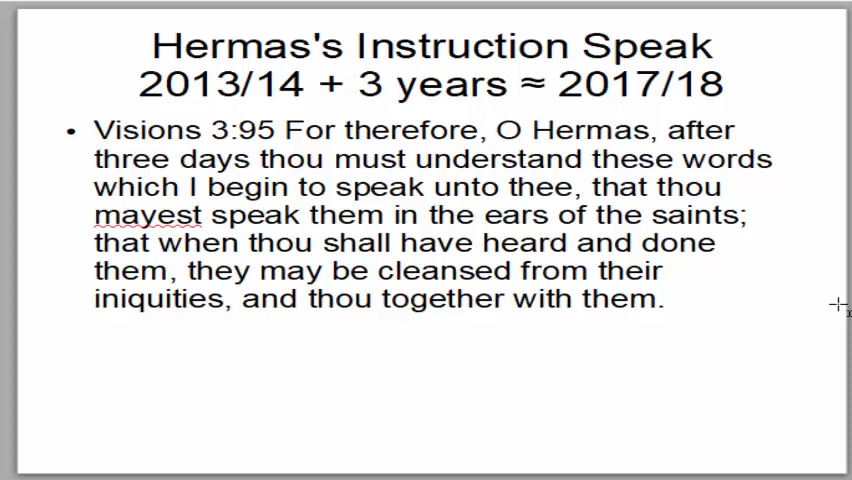 Hermas's Instruction Speak
2013/14 + 3 years ≈ 2017/18
• Visions 3:95 For therefore, O Hermas, after
three days thou must understand these words
which I begin to speak unto thee, that thou
mayest speak them in the ears of the saints;
that when thou shall have heard and done
them, they may be cleansed from their
iniquities, and thou together with them.